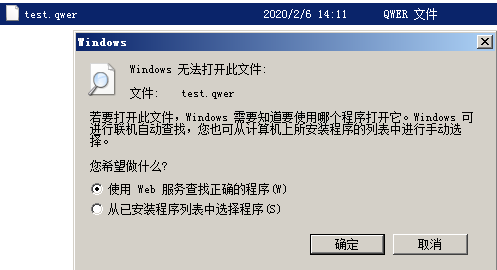 test.qwer 2020/2/6 14:11 QWER 文件
Windows
Windows 无法打开此文件:
文件: test.qwer
若要打开此文件，Windows 需要知道要使用哪个程序打开它。Windows 可
进行联机自动查找，您也可从计算机上所安装程序的列表中进行手动选
择。
您希望做什么?
使用 Web 服务查找正确的程序(W)
从已安装程序列表中选择程序(S)
确定 取消